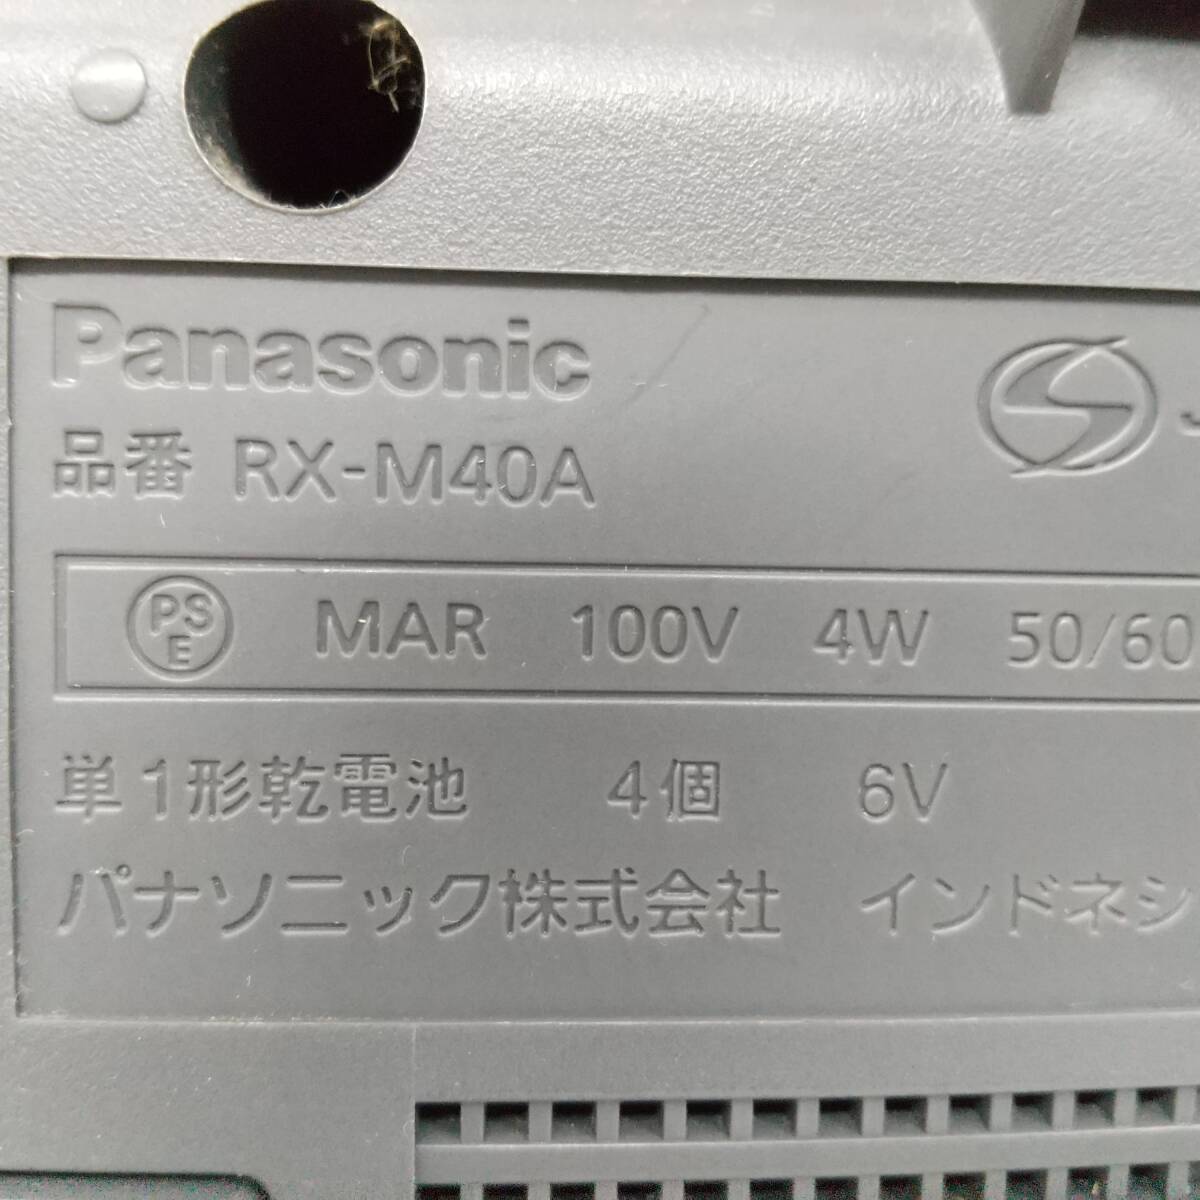 Panasonic
品番 RX-M40A
PS E MAR 100V 4W 50/60
単1形乾電池 4個 6V
パナソニック株式会社 インドネシ